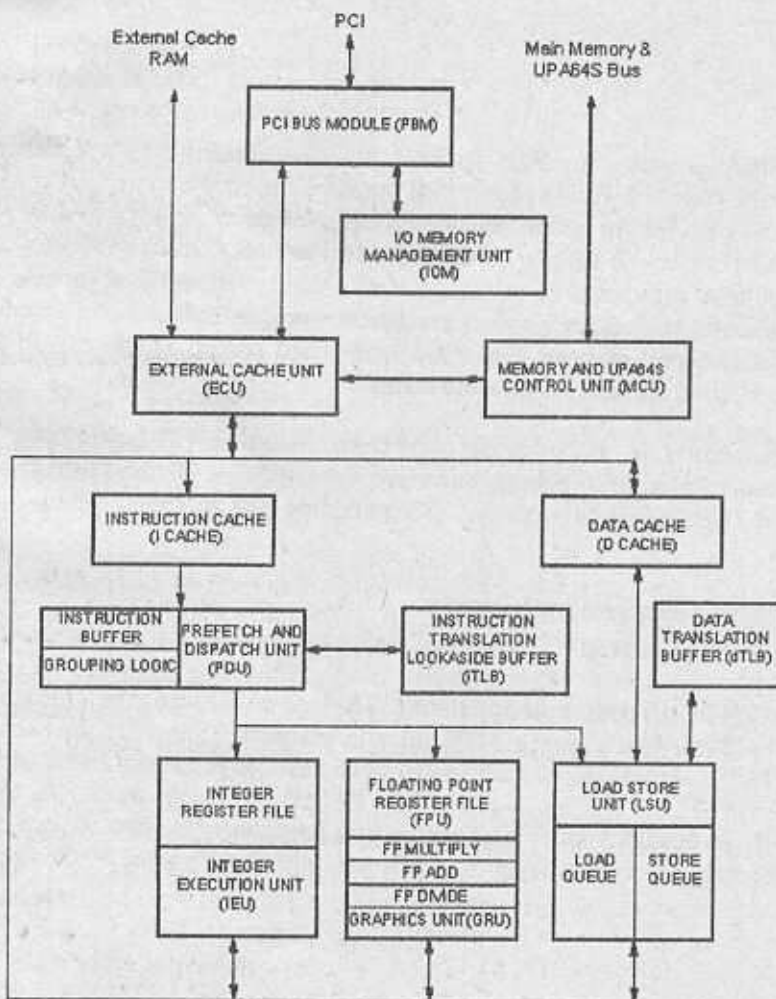 External Cache
RAM
PCI
Main Memory &
UPA64S Bus
PCI BUS MODULE (PBM)
I/O MEMORY
MANAGEMENT UNIT
(IOM)
EXTERNAL CACHE UNIT
(ECU)
MEMORY AND UPA64S
CONTROL UNIT (MCU)
INSTRUCTION CACHE
(I CACHE)
DATA CACHE
(D CACHE)
INSTRUCTION
BUFFER
GROUPING LOGIC
PREFETCH AND
DISPATCH UNIT
(PDU)
INSTRUCTION
TRANSLATION
LOOKASIDE BUFFER
(iTLB)
DATA
TRANSLATION
BUFFER (dTLB)
INTEGER
REGISTER FILE
INTEGER
EXECUTION UNIT
(IEU)
FLOATING POINT
REGISTER FILE
(FPU)
FP MULTIPLY
FP ADD
FP DIVIDE
GRAPHICS UNIT(GRU)
LOAD STORE
UNIT (LSU)
LOAD
QUEUE
STORE
QUEUE